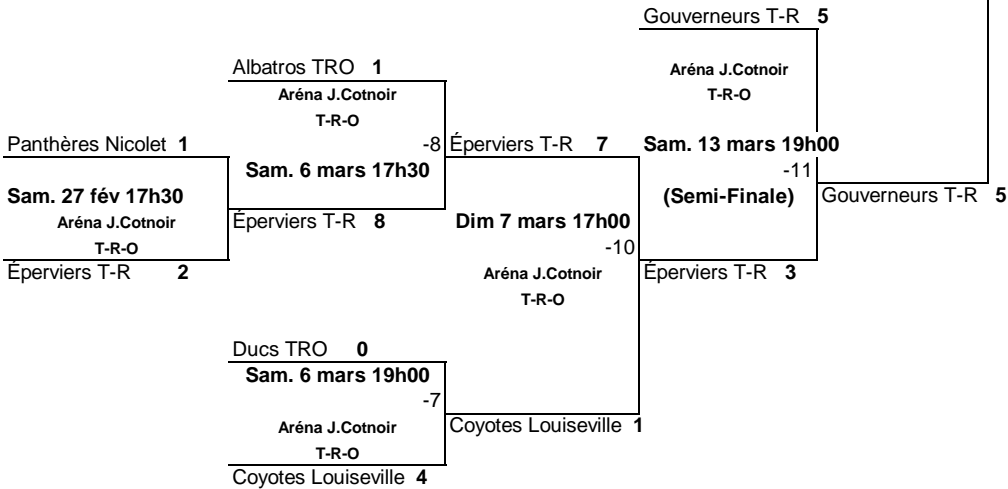 Gouverneurs T-R 5
Albatros TRO 1
Aréna J.Cotnoir
Aréna J.Cotnoir
T-R-O
T-R-O
Panthères Nicolet 1
-8 Éperviers T-R 7
Sam. 13 mars 19h00
Sam. 6 mars 17h30
-11
Sam. 27 fév 17h30
(Semi-Finale)
Gouverneurs T-R 5
Aréna J.Cotnoir
Éperviers T-R 8
Dim 7 mars 17h00
T-R-O
-10
Éperviers T-R 2
Aréna J.Cotnoir
Éperviers T-R 3
T-R-O
Ducs TRO 0
Sam. 6 mars 19h00
-7
Aréna J.Cotnoir
Coyotes Louiseville 1
T-R-O
Coyotes Louiseville 4